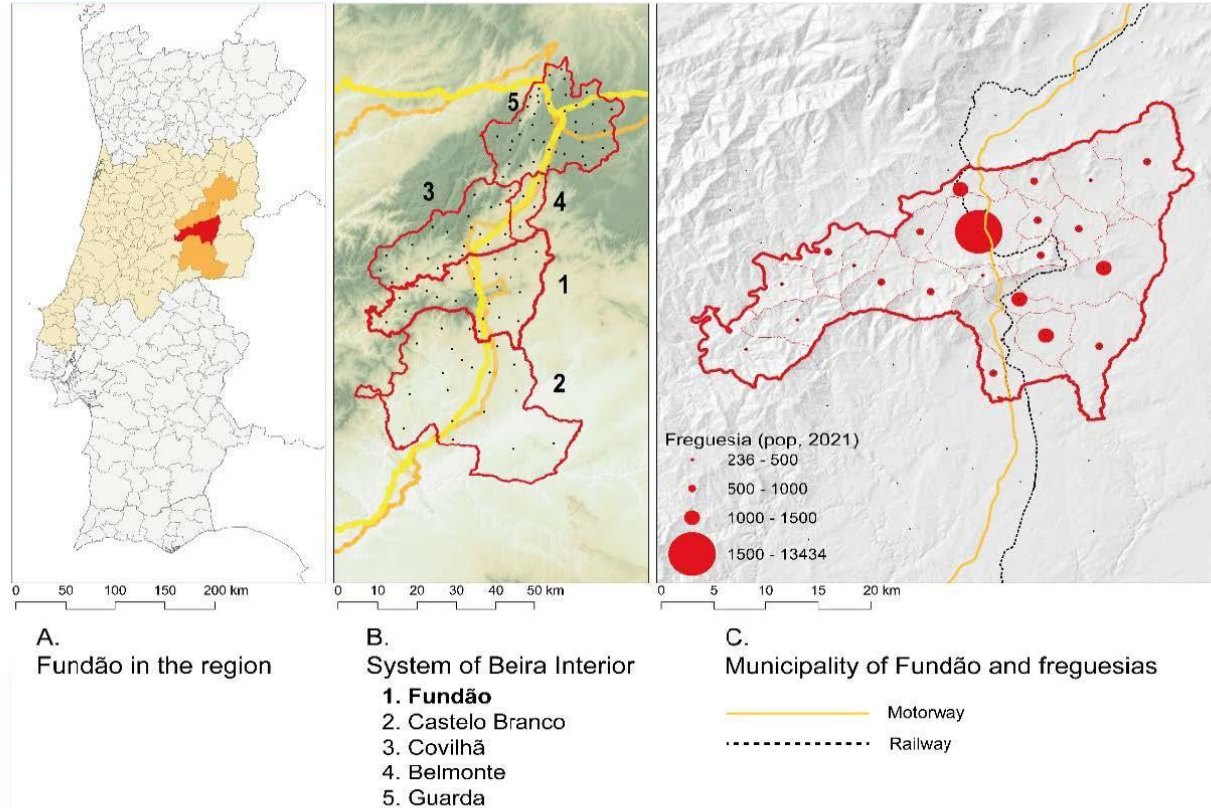 5
3
4
1
2
Freguesia (pop, 2021)
236 - 500
500 - 1000
1000 - 1500
1500 - 13434
0 50 100 150 200 km
0 10 20 30 40 50 km
0 5 10 15 20 km
A.
Fundão in the region
B.
System of Beira Interior
1. Fundão
2. Castelo Branco
3. Covilhã
4. Belmonte
5. Guarda
C.
Municipality of Fundão and freguesias
Motorway
Railway